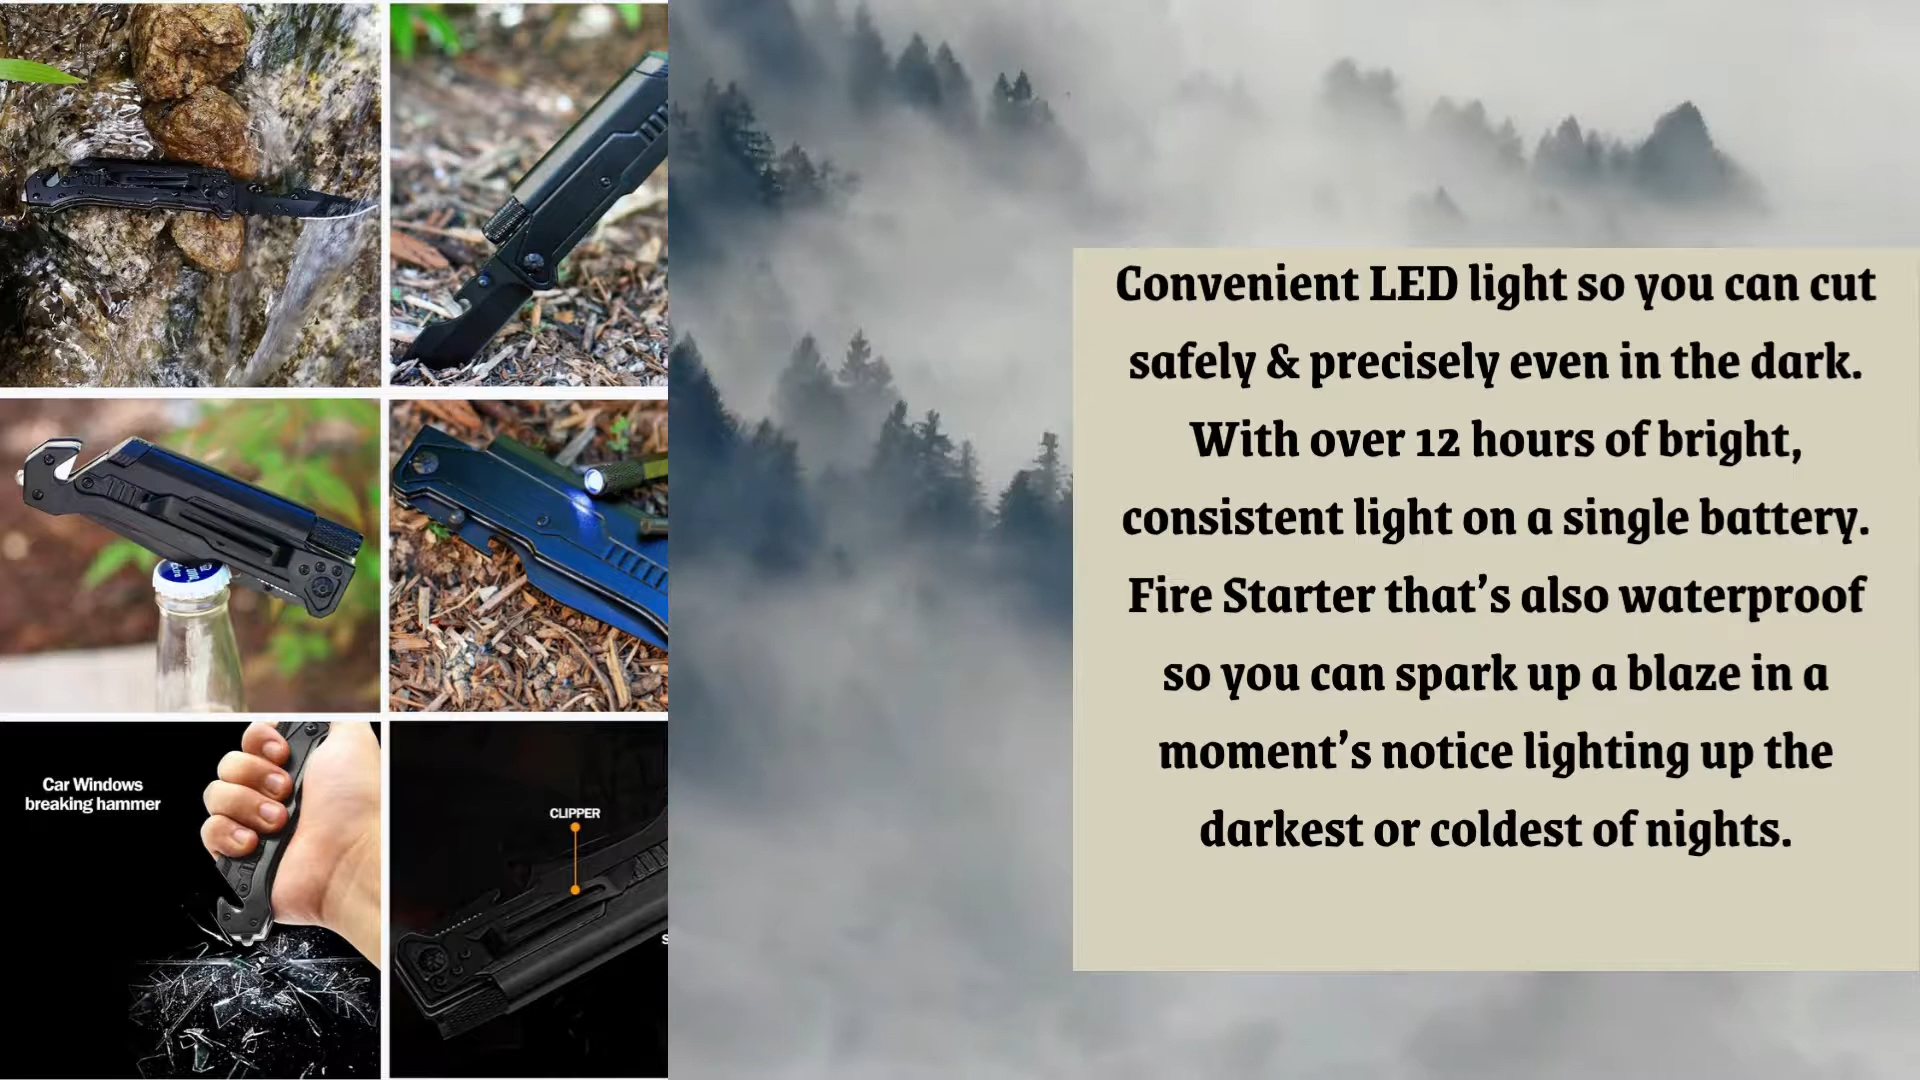 Convenient LED light so you can cut
safely & precisely even in the dark.
With over 12 hours of bright,
consistent light on a single battery.
Fire Starter that's also waterproof
so you can spark up a blaze in a
moment's notice lighting up the
darkest or coldest of nights.
Car Windows
breaking hammer
CLIPPER